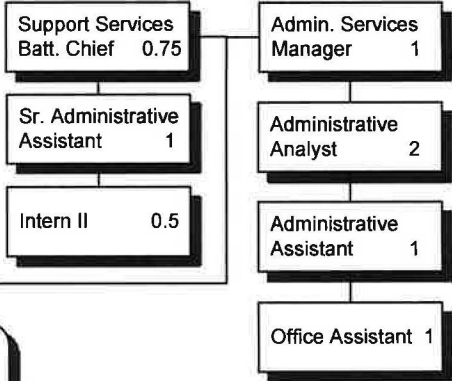 Support Services
Batt. Chief 0.75
Sr. Administrative
Assistant 1
Intern II 0.5
Admin. Services
Manager 1
Administrative
Analyst 2
Administrative
Assistant 1
Office Assistant 1